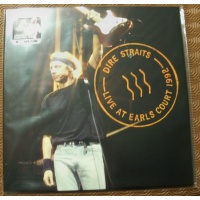 DIRE STRAITS
LIVE AT EARLS COURT 1992